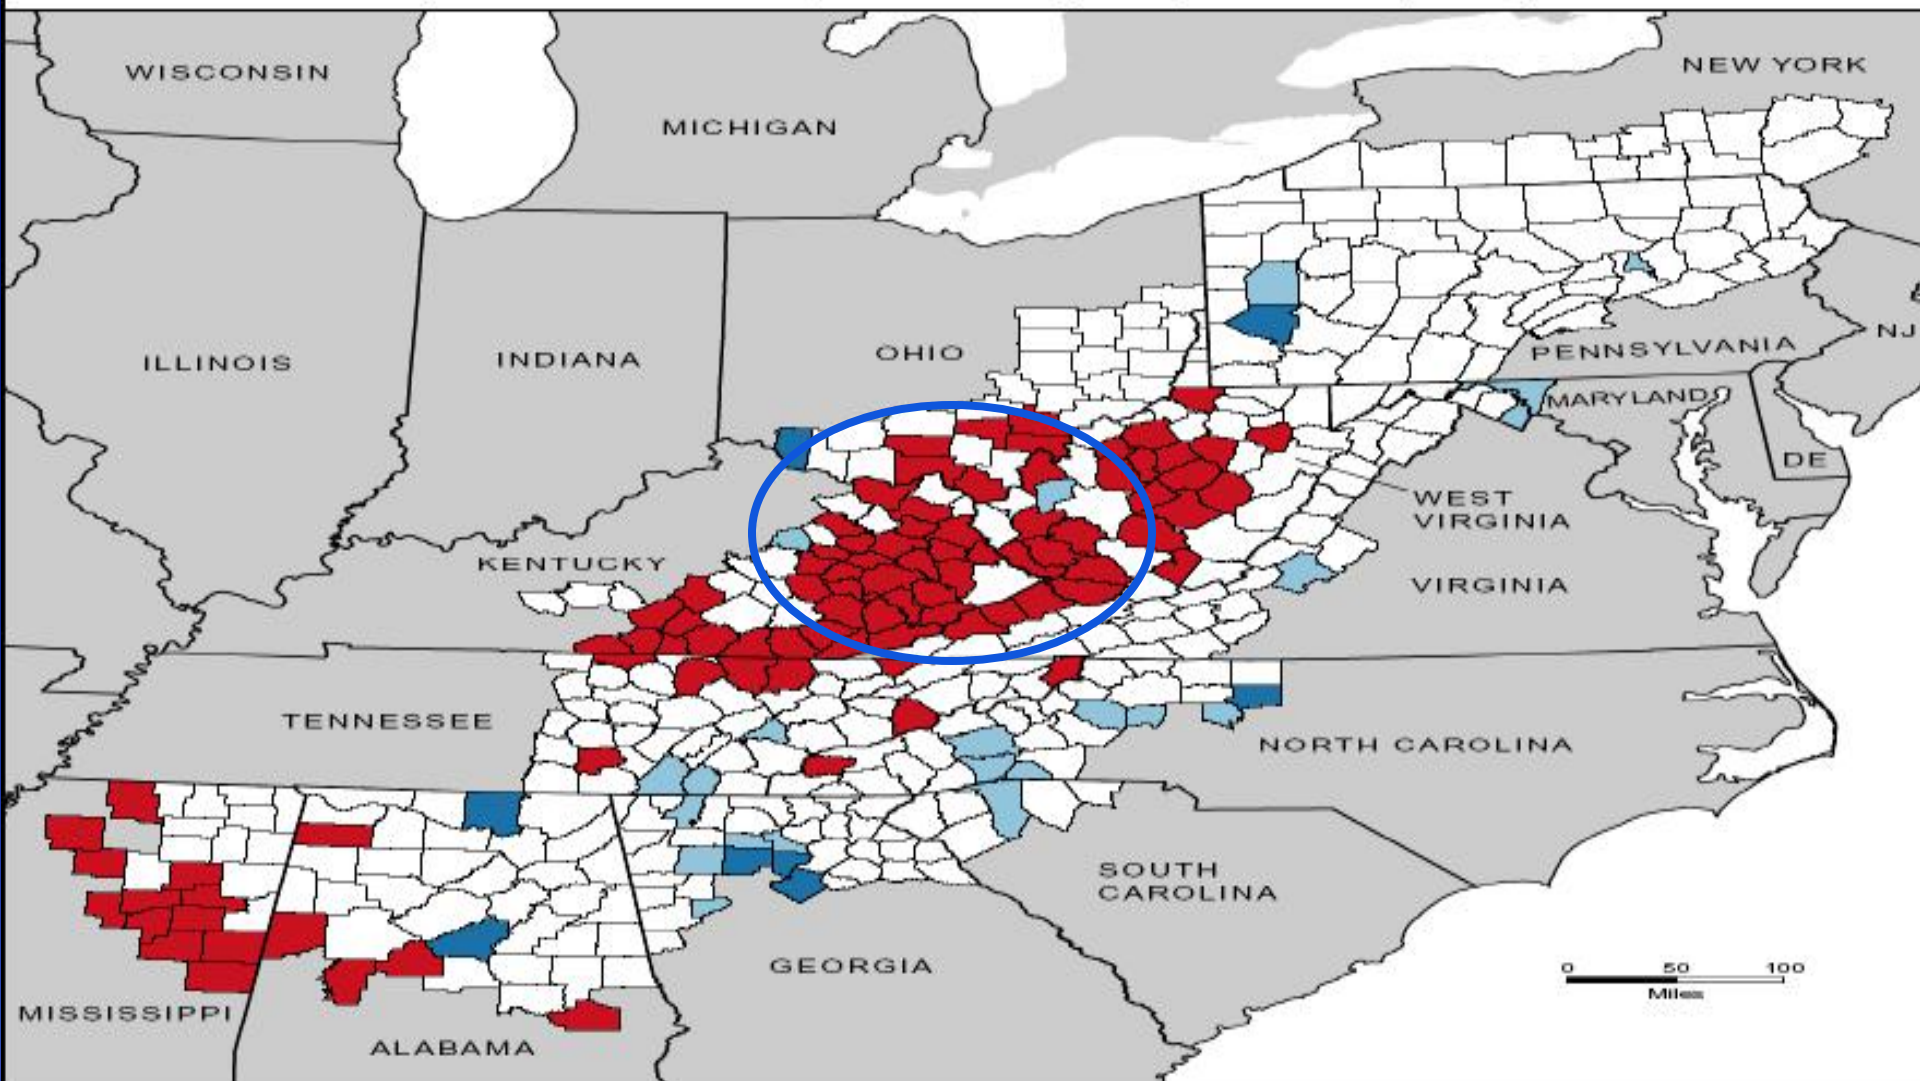 WISCONSIN
NEW YORK
MICHIGAN
ILLINOIS
INDIANA
OHIO
PENNSYLVANIA
NJ
MARYLAND
DE
WEST
VIRGINIA
KENTUCKY
VIRGINIA
TENNESSEE
NORTH CAROLINA
SOUTH
CAROLINA
GEORGIA
MISSISSIPPI
ALABAMA
0 50 100
Miles